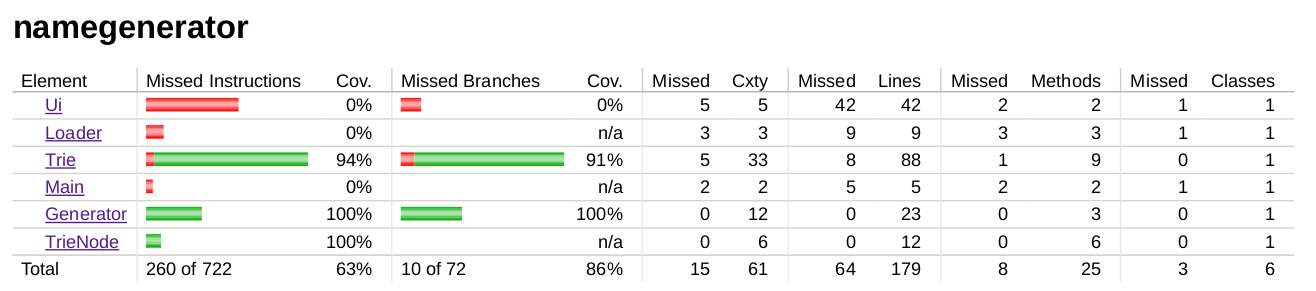 namegenerator
Element Missed Instructions Cov. Missed Branches Cov. Missed Cxty Missed Lines Missed Methods Missed Classes
Ui 0% 0% 5 5 42 42 2 2 1 1
Loader 0% n/a 3 3 9 9 3 3 1 1
Trie 94% 91% 5 33 8 88 1 9 0 1
Main 0% n/a 2 2 5 5 2 2 1 1
Generator 100% 100% 0 12 0 23 0 3 0 1
TrieNode 100% n/a 0 6 0 12 0 6 0 1
Total 260 of 722 63% 10 of 72 86% 15 61 64 179 8 25 3 6